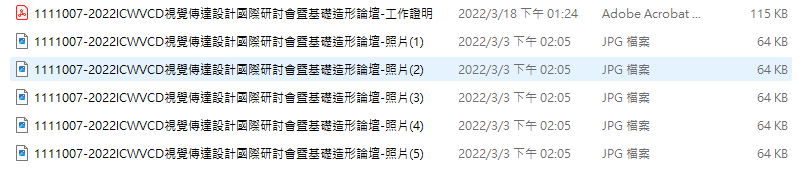 1111007-2022ICWVCD視覺傳達設計國際研討會暨基礎造形論壇-工作證明 2022/3/18 下午 01:24 Adobe Acrobat ... 115 KB
1111007-2022ICWVCD視覺傳達設計國際研討會暨基礎造形論壇-照片(1) 2022/3/3 下午 02:05 JPG 檔案 64 KB
1111007-2022ICWVCD視覺傳達設計國際研討會暨基礎造形論壇-照片(2) 2022/3/3 下午 02:05 JPG 檔案 64 KB
1111007-2022ICWVCD視覺傳達設計國際研討會暨基礎造形論壇-照片(3) 2022/3/3 下午 02:05 JPG 檔案 64 KB
1111007-2022ICWVCD視覺傳達設計國際研討會暨基礎造形論壇-照片(4) 2022/3/3 下午 02:05 JPG 檔案 64 KB
1111007-2022ICWVCD視覺傳達設計國際研討會暨基礎造形論壇-照片(5) 2022/3/3 下午 02:05 JPG 檔案 64 KB